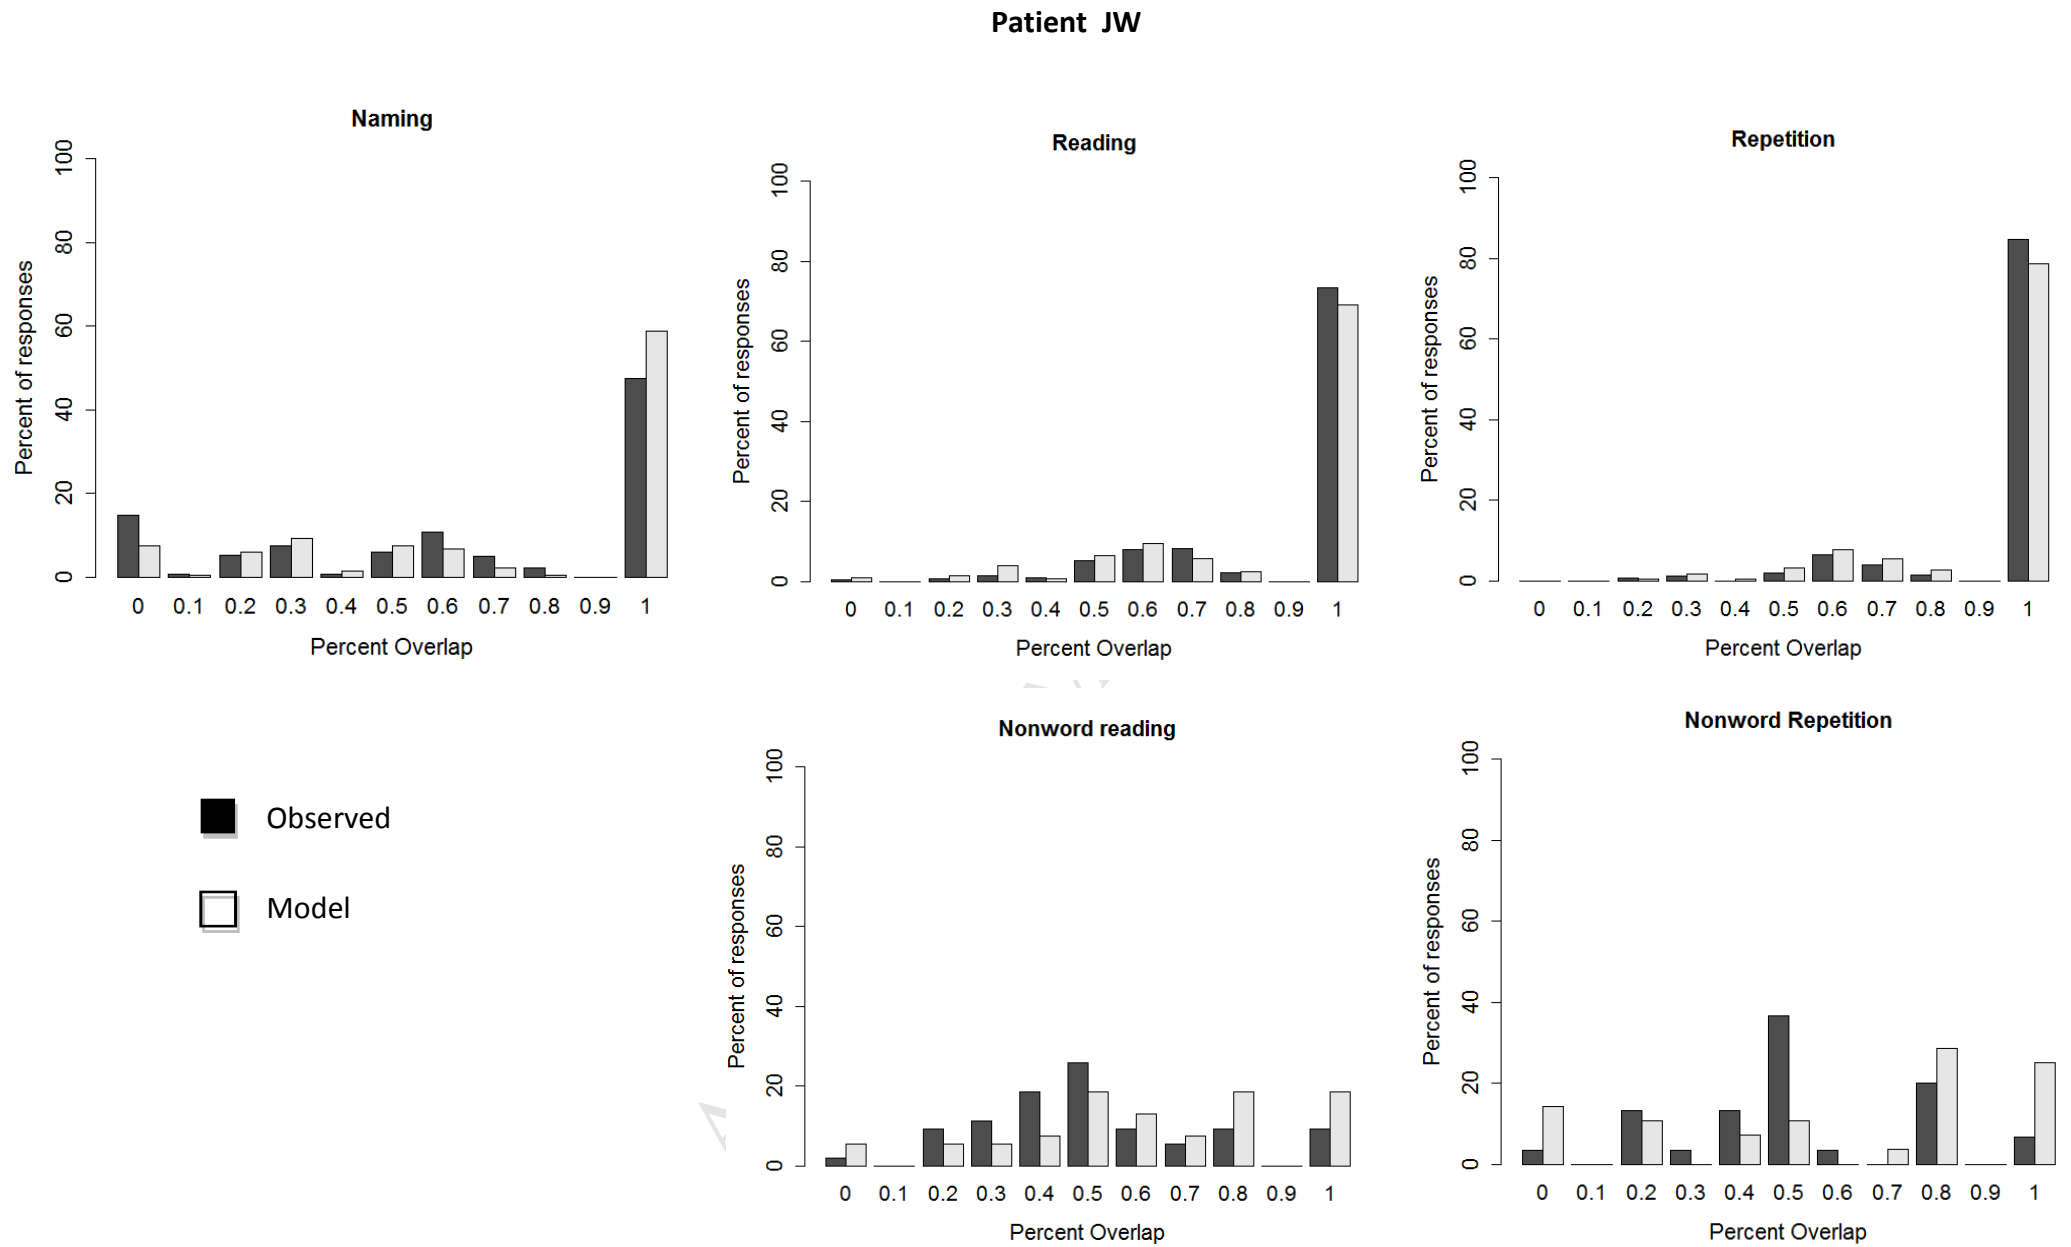 Patient JW
Naming
Percent of responses
0 20 40 60 80 100
0 0.1 0.2 0.3 0.4 0.5 0.6 0.7 0.8 0.9 1
Percent Overlap
Reading
Percent of responses
0 20 40 60 80 100
0 0.1 0.2 0.3 0.4 0.5 0.6 0.7 0.8 0.9 1
Percent Overlap
Repetition
Percent of responses
0 20 40 60 80 100
0 0.1 0.2 0.3 0.4 0.5 0.6 0.7 0.8 0.9 1
Percent Overlap
Observed
Model
Nonword reading
Percent of responses
0 20 40 60 80 100
0 0.1 0.2 0.3 0.4 0.5 0.6 0.7 0.8 0.9 1
Percent Overlap
Nonword Repetition
Percent of responses
0 20 40 60 80 100
0 0.1 0.2 0.3 0.4 0.5 0.6 0.7 0.8 0.9 1
Percent Overlap